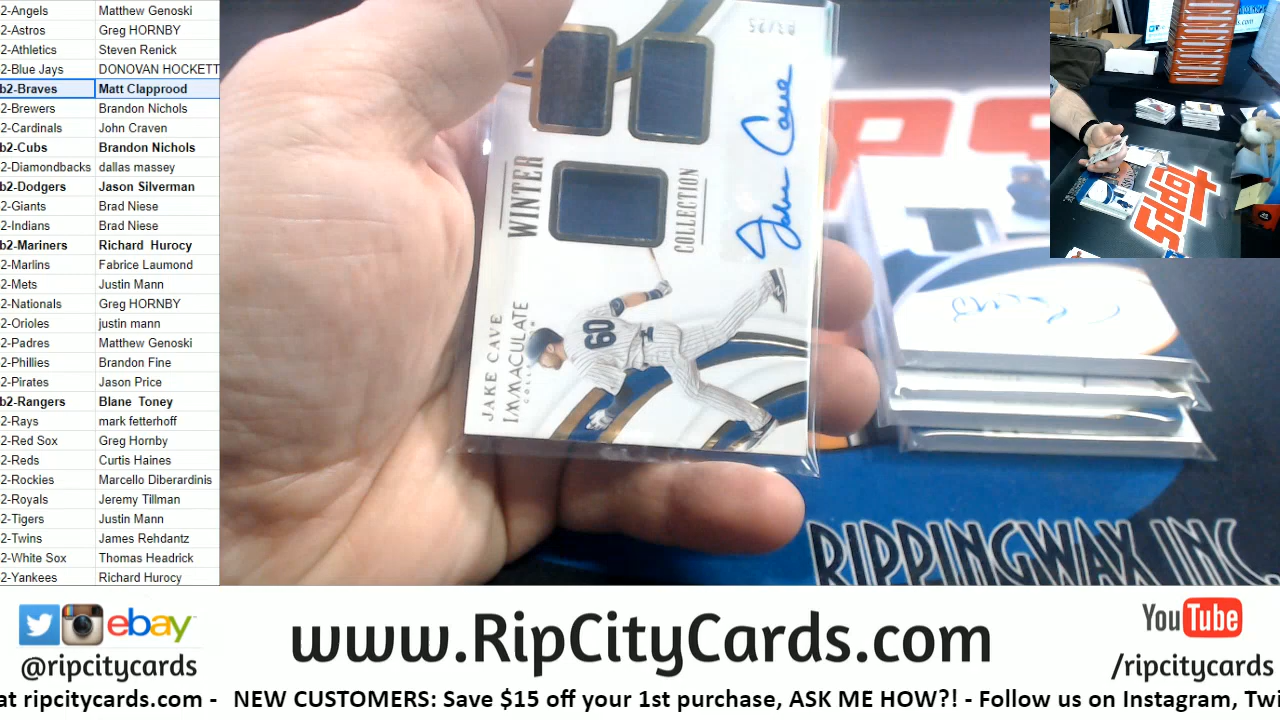 2-Angels Matthew Genoski
2-Astros Greg HORNBY
2-Athletics Steven Renick
2-Blue Jays DONOVAN HOCKETT
b2-Braves Matt Clapprood
2-Brewers Brandon Nichols
2-Cardinals John Craven
b2-Cubs Brandon Nichols
2-Diamondbacks dallas massey
b2-Dodgers Jason Silverman
2-Giants Brad Niese
2-Indians Brad Niese
b2-Mariners Richard Hurocy
2-Marlins Fabrice Laumond
2-Mets Justin Mann
2-Nationals Greg HORNBY
2-Orioles justin mann
2-Padres Matthew Genoski
2-Phillies Brandon Fine
2-Pirates Jason Price
b2-Rangers Blane Toney
2-Rays mark fetterhoff
2-Red Sox Greg Hornby
2-Reds Curtis Haines
2-Rockies Marcello Diberardinis
2-Royals Jeremy Tillman
2-Tigers Justin Mann
2-Twins James Rehdantz
2-White Sox Thomas Headrick
2-Yankees Richard Hurocy
JAKE CAVE
IMMACULATE
COLLECTION
WINTER
COLLECTION
60
Jake Cave
TOPPS
RIPPINGWAX INC.
ebay
@ripcitycards
www.RipCityCards.com
YouTube
/ripcitycards
at ripcitycards.com - NEW CUSTOMERS: Save $15 off your 1st purchase, ASK ME HOW?! - Follow us on Instagram, Twi